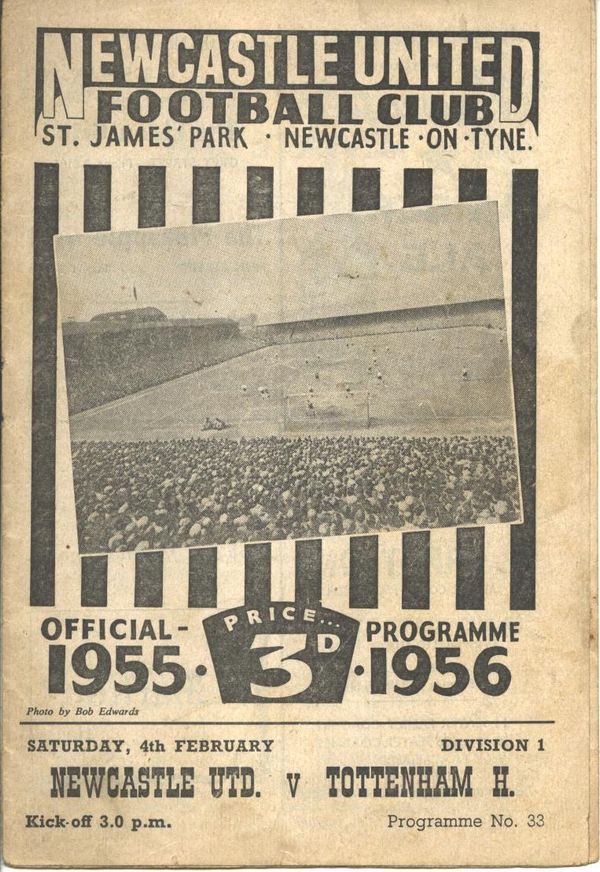 NEWCASTLE UNITED
FOOTBALL CLUB
ST. JAMES' PARK · NEWCASTLE · ON · TYNE.
OFFICIAL - PRICE... PROGRAMME
1955 · 3D · 1956
Photo by Bob Edwards
SATURDAY, 4th FEBRUARY DIVISION 1
NEWCASTLE UTD. V TOTTENHAM H.
Kick-off 3.0 p.m. Programme No. 33